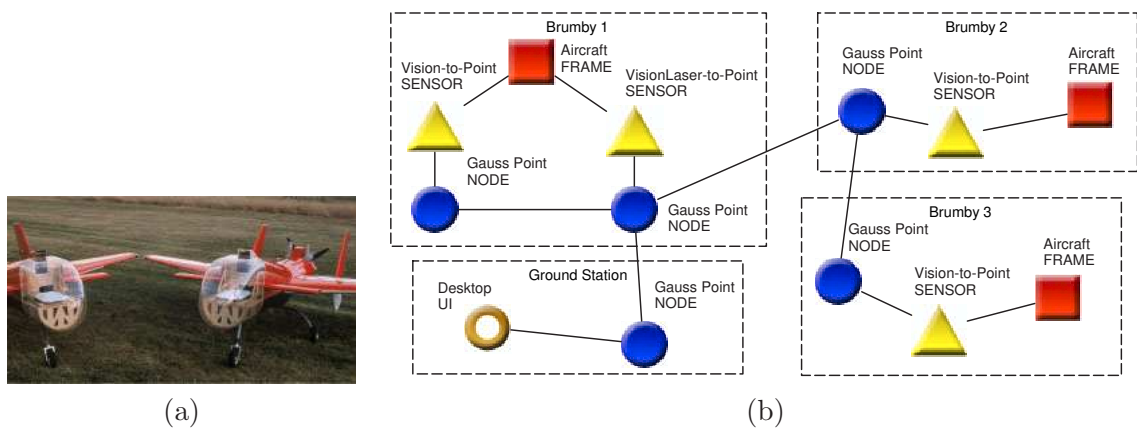 Brumby 1
Vision-to-Point
SENSOR
Aircraft
FRAME
VisionLaser-to-Point
SENSOR
Gauss Point
NODE
Gauss Point
NODE
Brumby 2
Gauss Point
NODE
Vision-to-Point
SENSOR
Aircraft
FRAME
Brumby 3
Gauss Point
NODE
Vision-to-Point
SENSOR
Aircraft
FRAME
Ground Station
Desktop
UI
Gauss Point
NODE
(a)
(b)